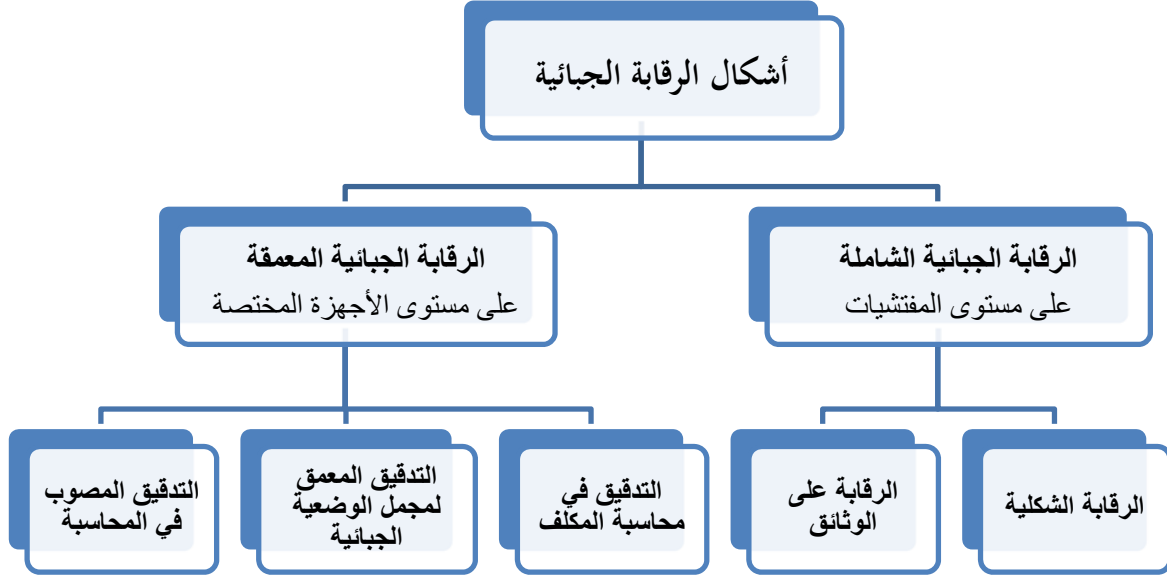 أشكال الرقابة الجبائية
الرقابة الجبائية الشاملة
على مستوى المفتشيات
الرقابة الجبائية المعمقة
على مستوى الأجهزة المختصة
الرقابة الشكلية
الرقابة على
الوثائق
التدقيق في
محاسبة المكلف
التدقيق المعمق
لمجمل الوضعية
الجبائية
التدقيق المصوب
في المحاسبة